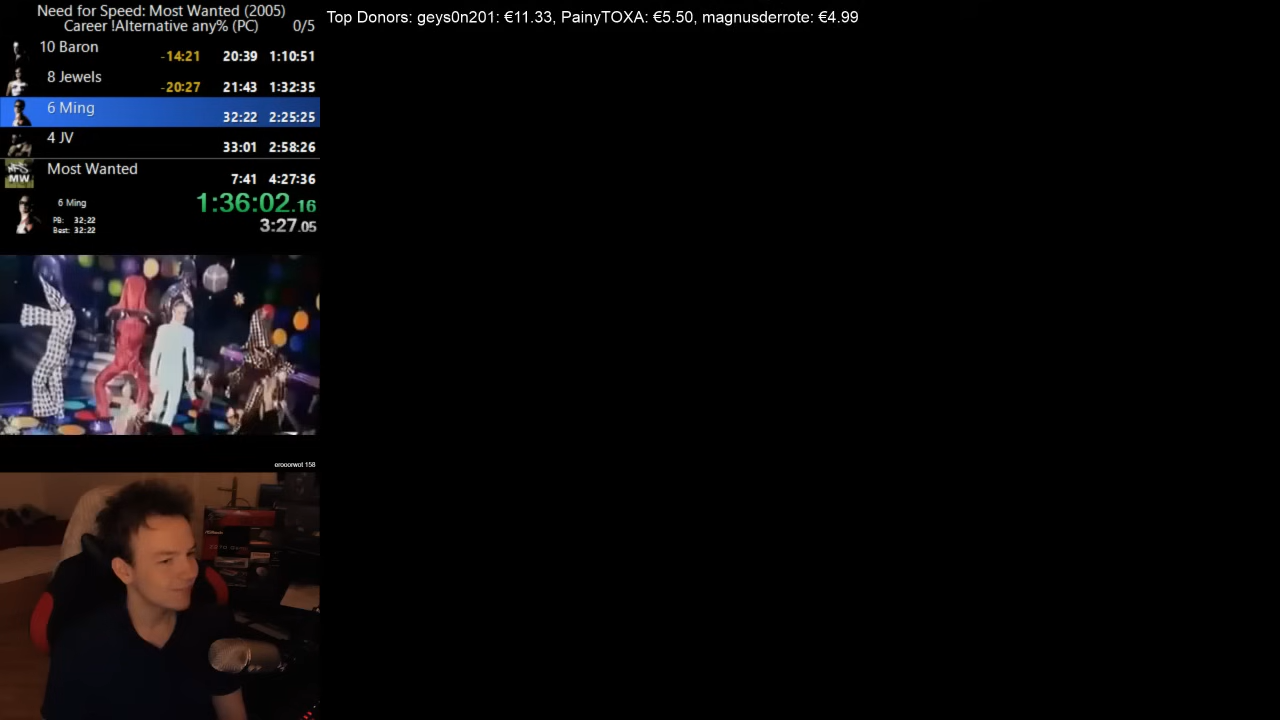 Need for Speed: Most Wanted (2005)
Career !Alternative any% (PC) 0/5
Top Donors: geys0n201: €11.33, PainyTOXA: €5.50, magnusderrote: €4.99
10 Baron -14:21 20:39 1:10:51
8 Jewels -20:27 21:43 1:32:35
6 Ming 32:22 2:25:25
4 JV 33:01 2:58:26
Most Wanted 7:41 4:27:36
MW
1:36:02.16
6 Ming
PB: 32:22
Best: 32:22
3:27.05
erooorwot 158